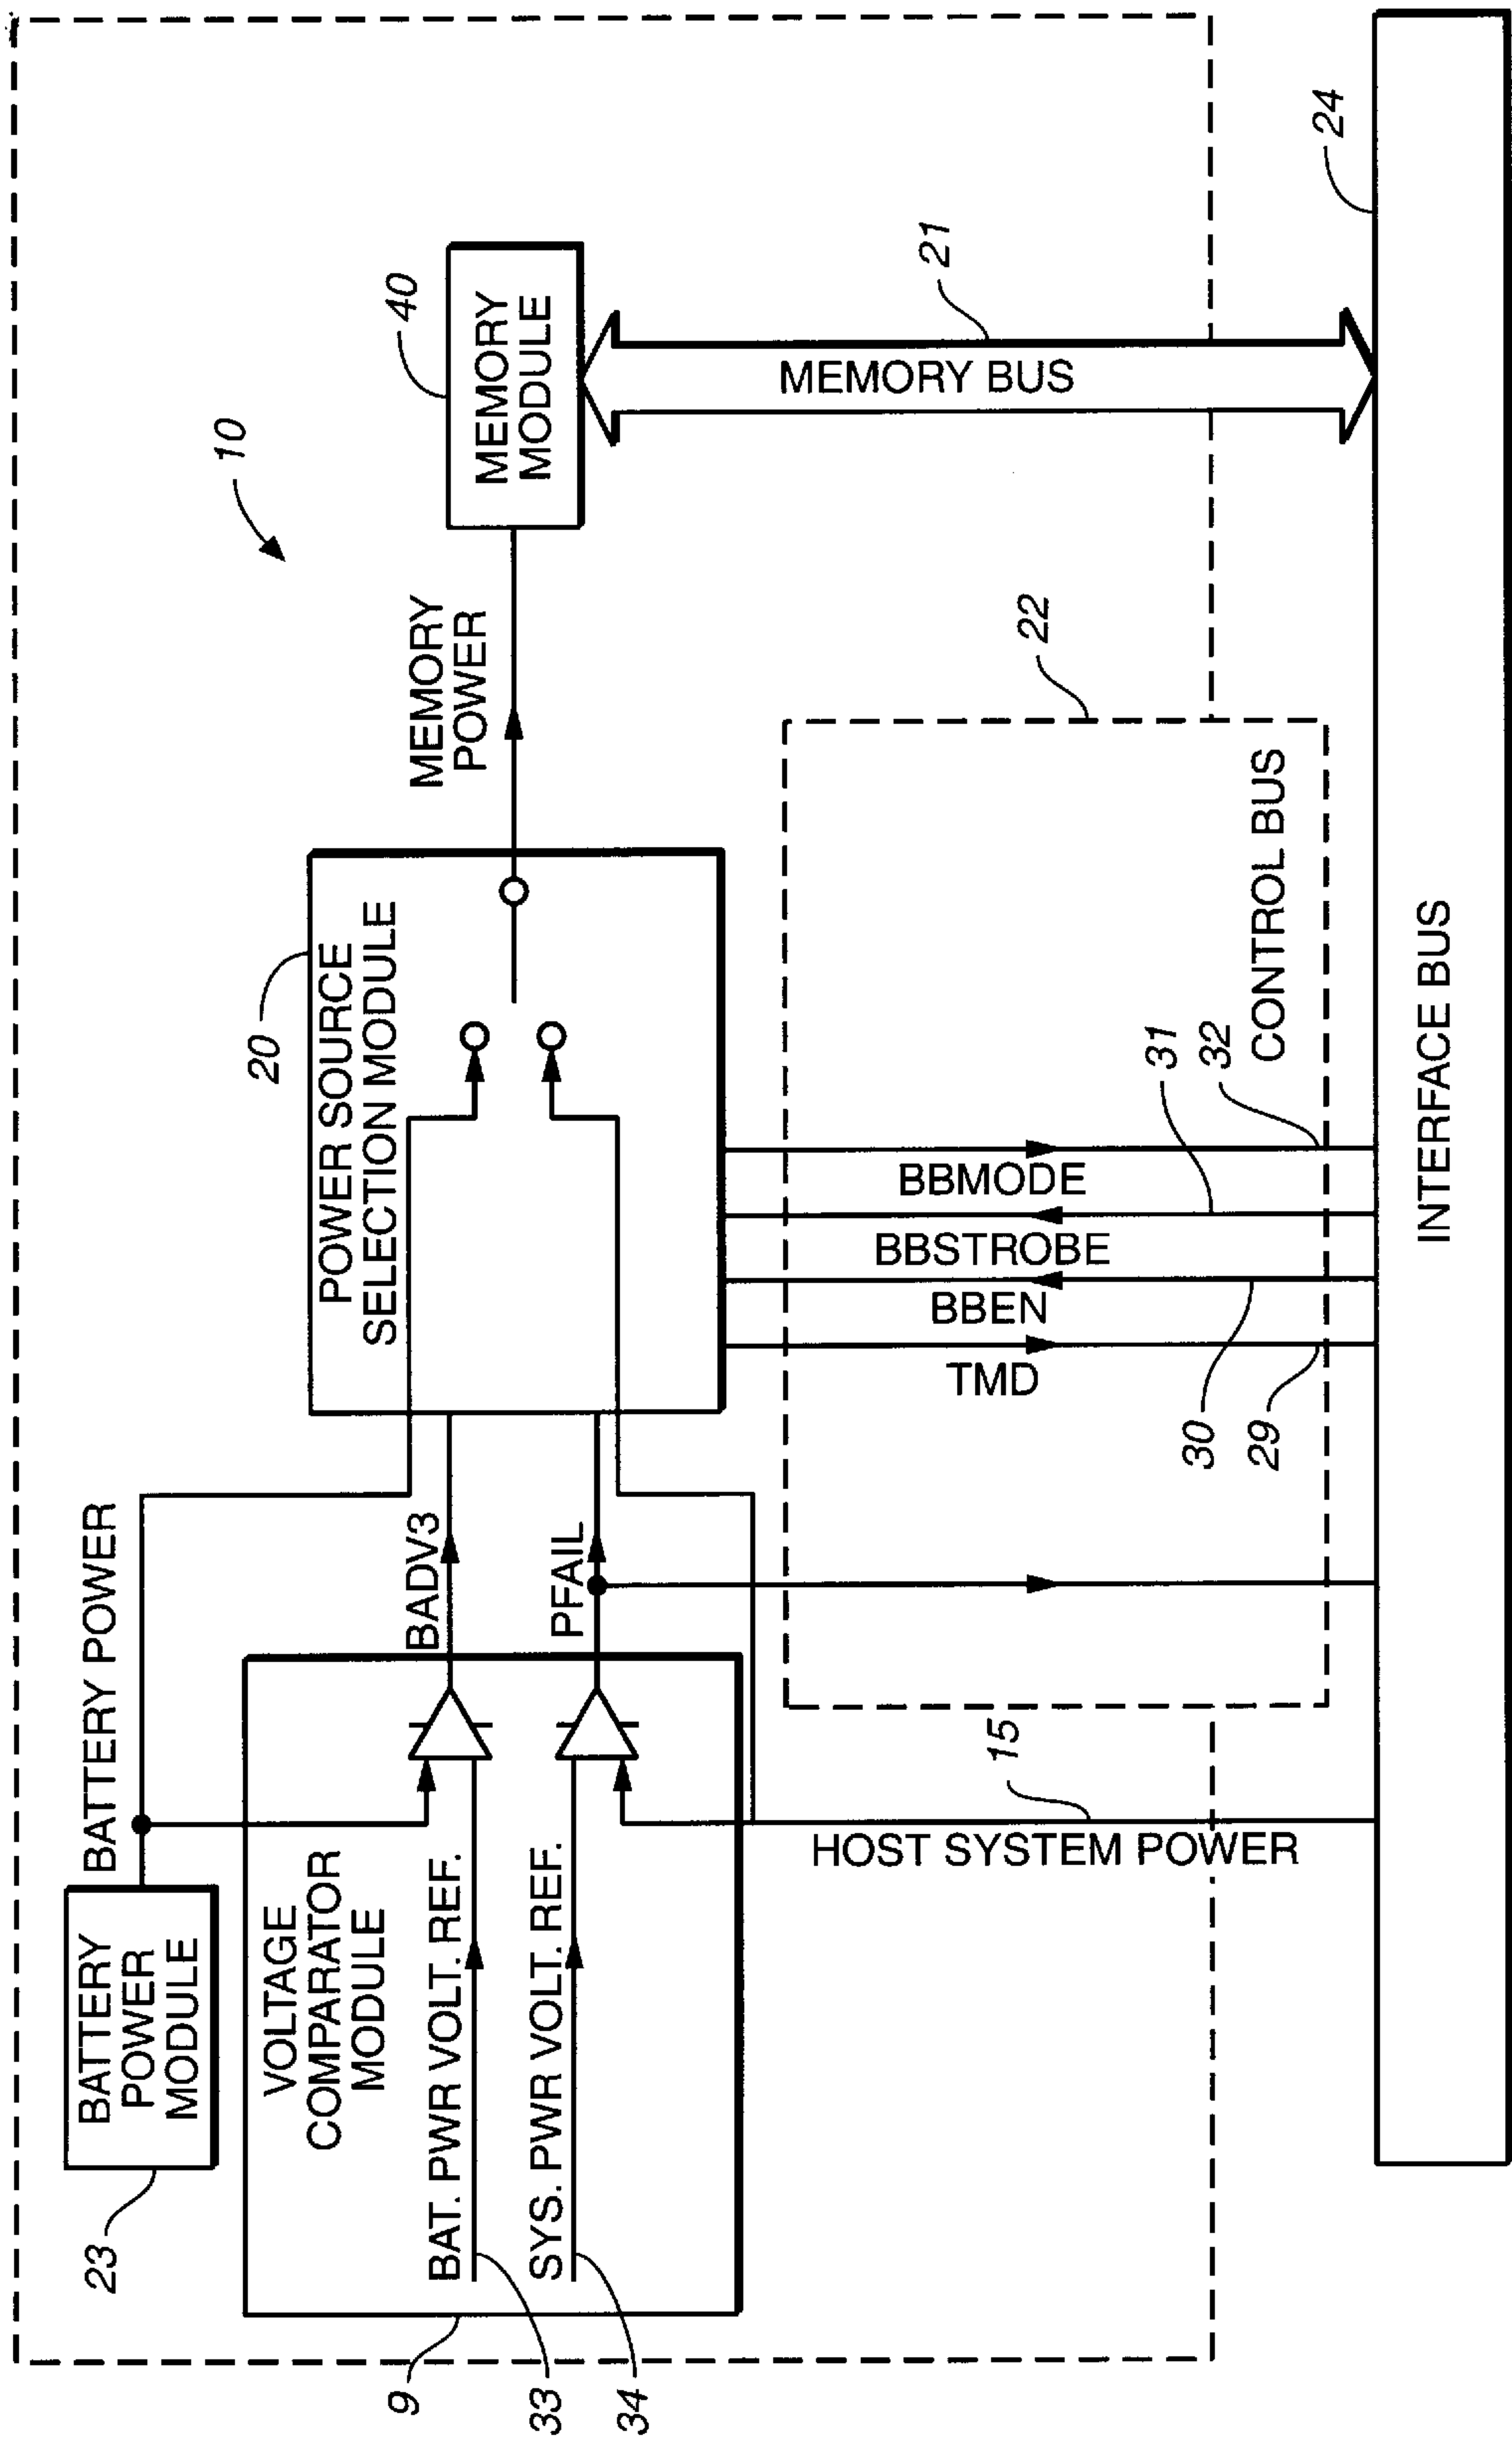 10
23
BATTERY
POWER
MODULE
BATTERY POWER
9
VOLTAGE
COMPARATOR
MODULE
BAT. PWR VOLT. REF.
33
SYS. PWR VOLT. REF.
34
BADV3
PFAIL
20
POWER SOURCE
SELECTION MODULE
MEMORY
POWER
40
MEMORY
MODULE
MEMORY BUS
21
HOST SYSTEM POWER
15
22
TMD
BBEN
BBSTROBE
BBMODE
29
30
31
32
CONTROL BUS
INTERFACE BUS
24